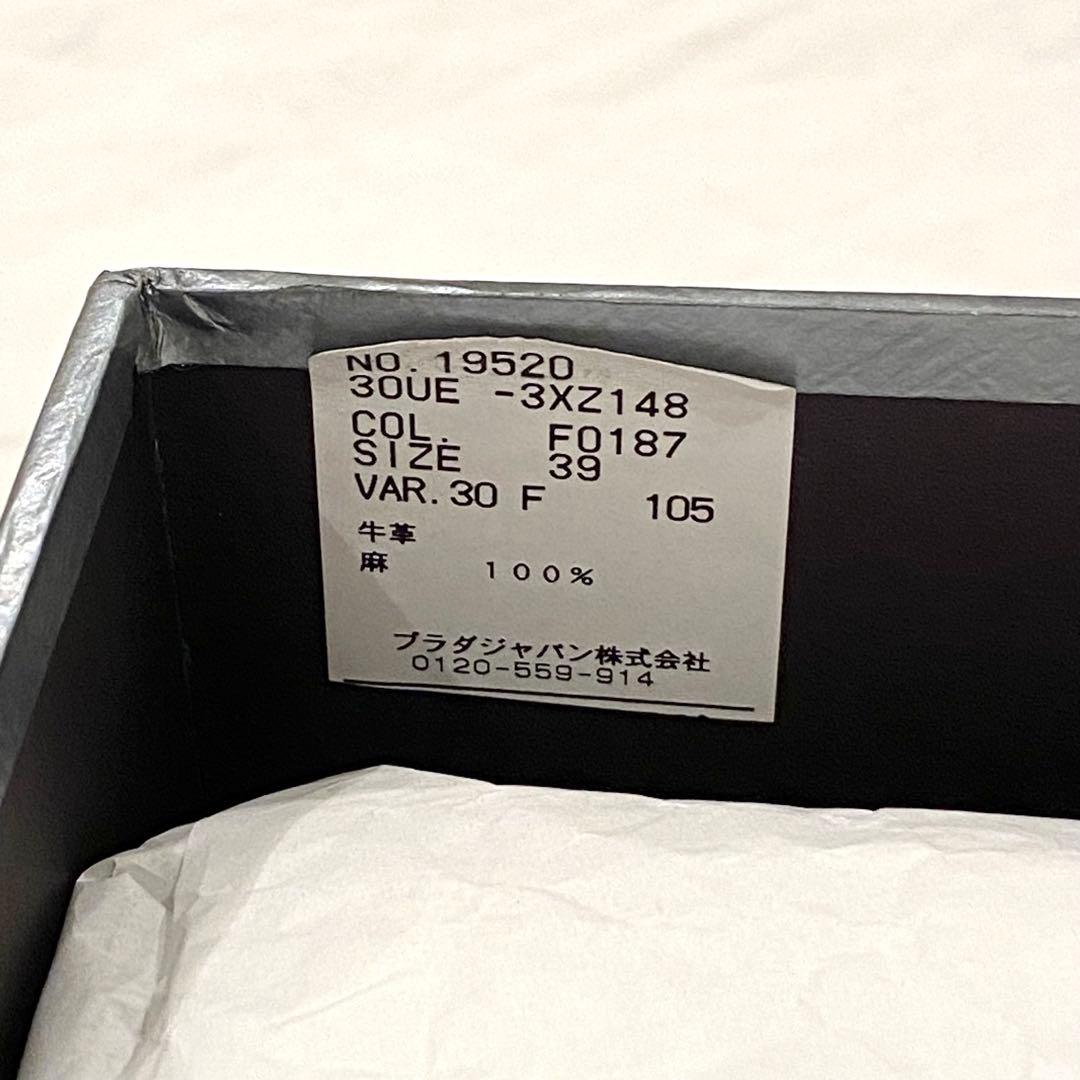 NO. 19520
30UE -3XZ148
COL. F0187
SIZE 39
VAR. 30 F 105
牛革
麻 100%
プラダジャパン株式会社
0120-559-914